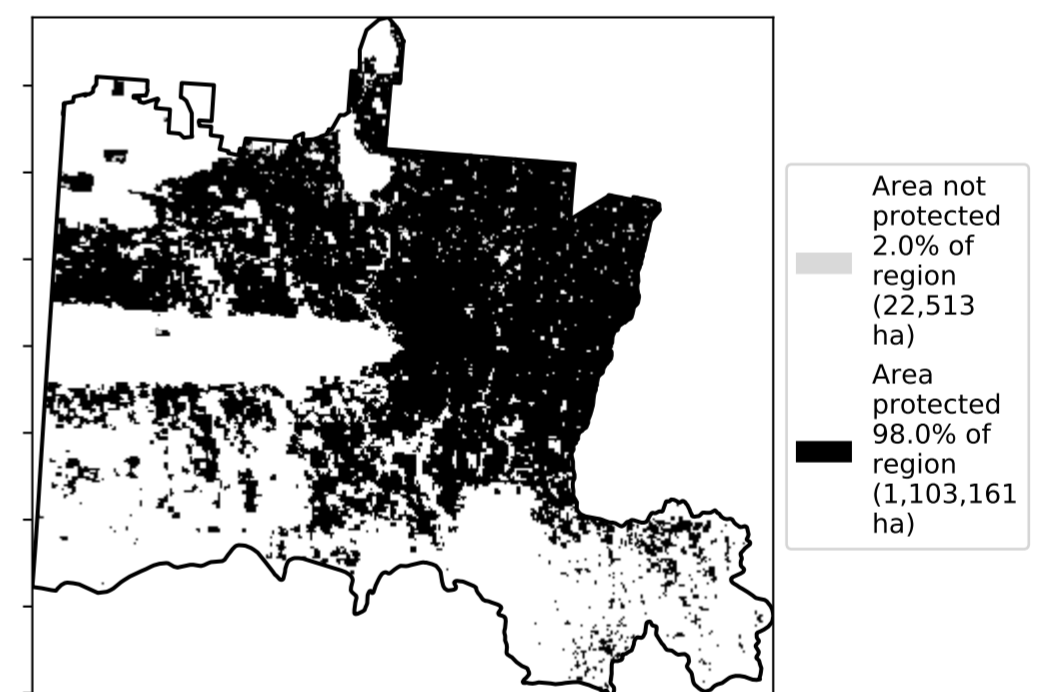 Area not
protected
2.0% of
region
(22,513
ha)
Area
protected
98.0% of
region
(1,103,161
ha)